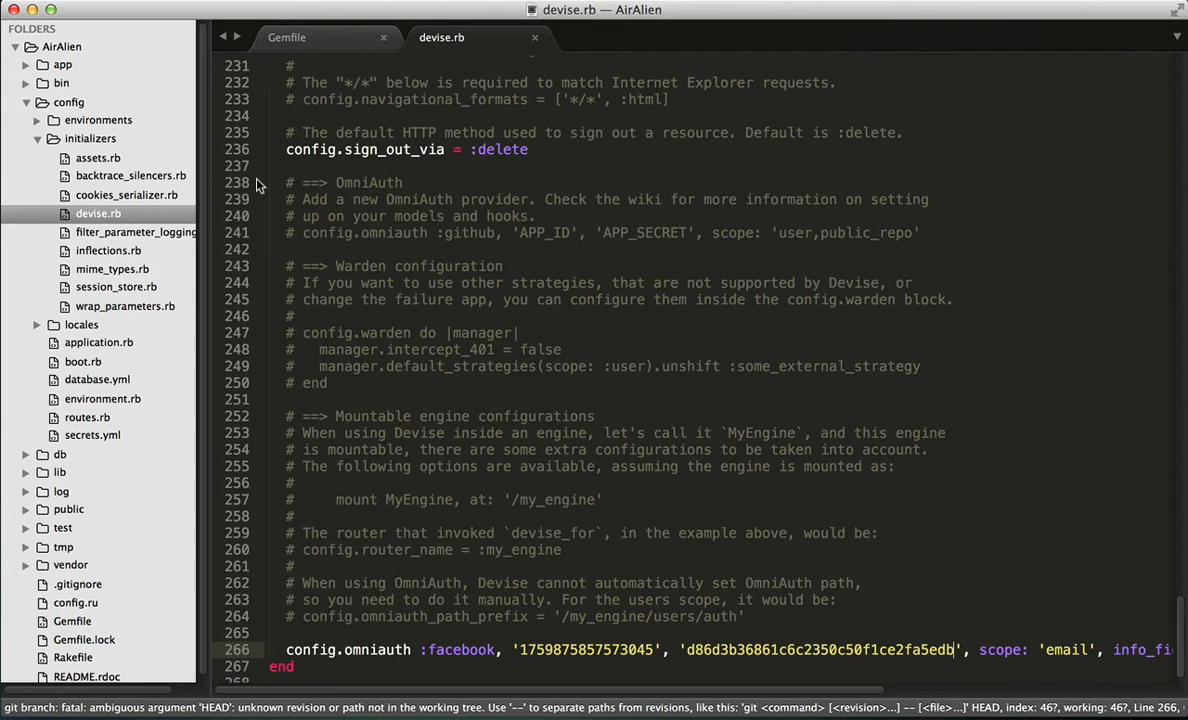 devise.rb — AirAlien
FOLDERS
AirAlien
app
bin
config
environments
initializers
assets.rb
backtrace_silencers.rb
cookies_serializer.rb
devise.rb
filter_parameter_logging
inflections.rb
mime_types.rb
session_store.rb
wrap_parameters.rb
locales
application.rb
boot.rb
database.yml
environment.rb
routes.rb
secrets.yml
db
lib
log
public
test
tmp
vendor
.gitignore
config.ru
Gemfile
Gemfile.lock
Rakefile
README.rdoc
Gemfile
devise.rb
231 #
232 # The "*/*" below is required to match Internet Explorer requests.
233 # config.navigational_formats = ['*/*', :html]
234
235 # The default HTTP method used to sign out a resource. Default is :delete.
236 config.sign_out_via = :delete
237
238 # ==> OmniAuth
239 # Add a new OmniAuth provider. Check the wiki for more information on setting
240 # up on your models and hooks.
241 # config.omniauth :github, 'APP_ID', 'APP_SECRET', scope: 'user,public_repo'
242
243 # ==> Warden configuration
244 # If you want to use other strategies, that are not supported by Devise, or
245 # change the failure app, you can configure them inside the config.warden block.
246 #
247 # config.warden do |manager|
248 #   manager.intercept_401 = false
249 #   manager.default_strategies(scope: :user).unshift :some_external_strategy
250 # end
251
252 # ==> Mountable engine configurations
253 # When using Devise inside an engine, let's call it `MyEngine`, and this engine
254 # is mountable, there are some extra configurations to be taken into account.
255 # The following options are available, assuming the engine is mounted as:
256 #
257 #     mount MyEngine, at: '/my_engine'
258 #
259 # The router that invoked `devise_for`, in the example above, would be:
260 # config.router_name = :my_engine
261 #
262 # When using OmniAuth, Devise cannot automatically set OmniAuth path,
263 # so you need to do it manually. For the users scope, it would be:
264 # config.omniauth_path_prefix = '/my_engine/users/auth'
265
266 config.omniauth :facebook, '1759875857573045', 'd86d3b36861c6c2350c50f1ce2fa5edb', scope: 'email', info_fi
267 end
268
git branch: fatal: ambiguous argument 'HEAD': unknown revision or path not in the working tree. Use '--' to separate paths from revisions, like this: 'git <command> [<revision>...] -- [<file>...]' HEAD, index: 46?, working: 46?, Line 266,